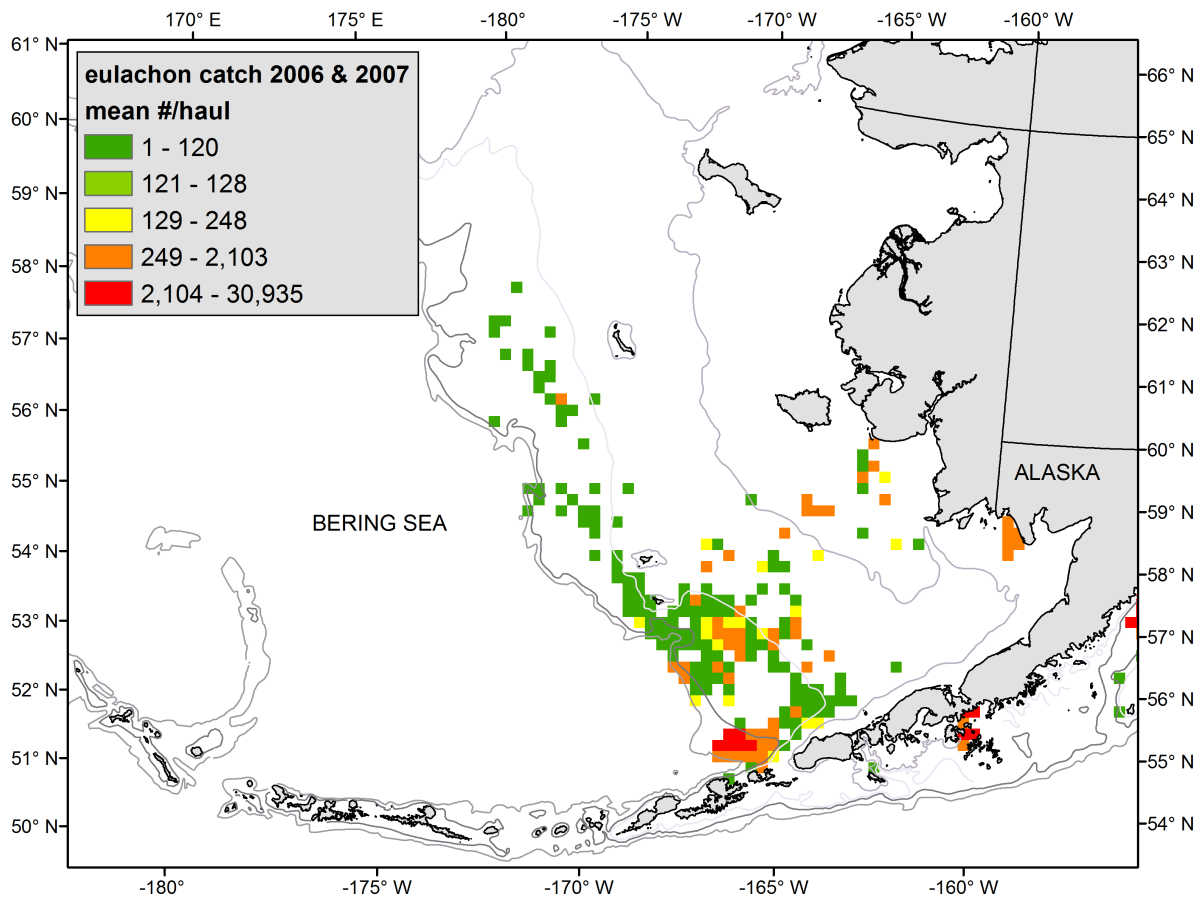 170° E 175° E -180° -175° W -170° W -165° W -160° W
61° N
eulachon catch 2006 & 2007
mean #/haul
1 - 120
121 - 128
129 - 248
249 - 2,103
2,104 - 30,935
60° N
59° N
58° N
57° N
56° N
55° N
54° N
53° N
52° N
51° N
50° N
66° N
65° N
64° N
63° N
62° N
61° N
60° N
59° N
58° N
57° N
56° N
55° N
54° N
ALASKA
BERING SEA
-180° -175° W -170° W -165° W -160° W